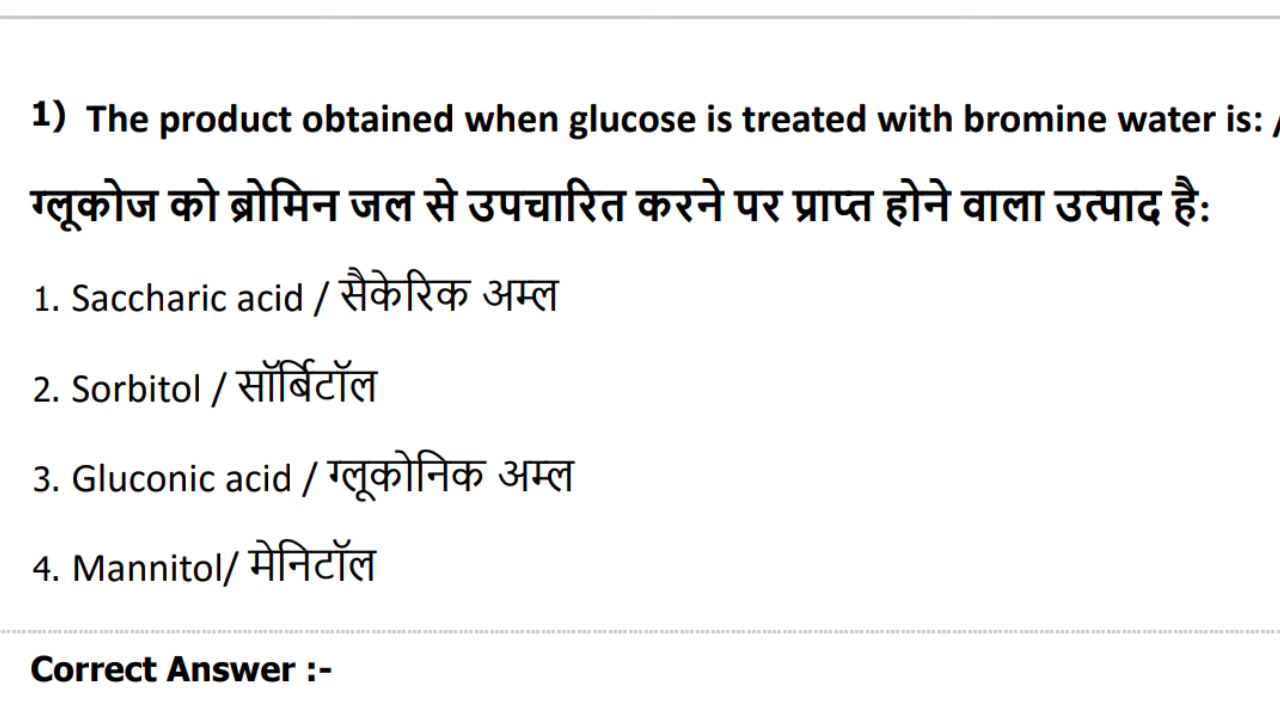 1) The product obtained when glucose is treated with bromine water is: /
ग्लूकोज को ब्रोमिन जल से उपचारित करने पर प्राप्त होने वाला उत्पाद है:
1. Saccharic acid / सैकेरिक अम्ल
2. Sorbitol / सॉर्बिटॉल
3. Gluconic acid / ग्लूकोनिक अम्ल
4. Mannitol/ मेनिटॉल
Correct Answer :-